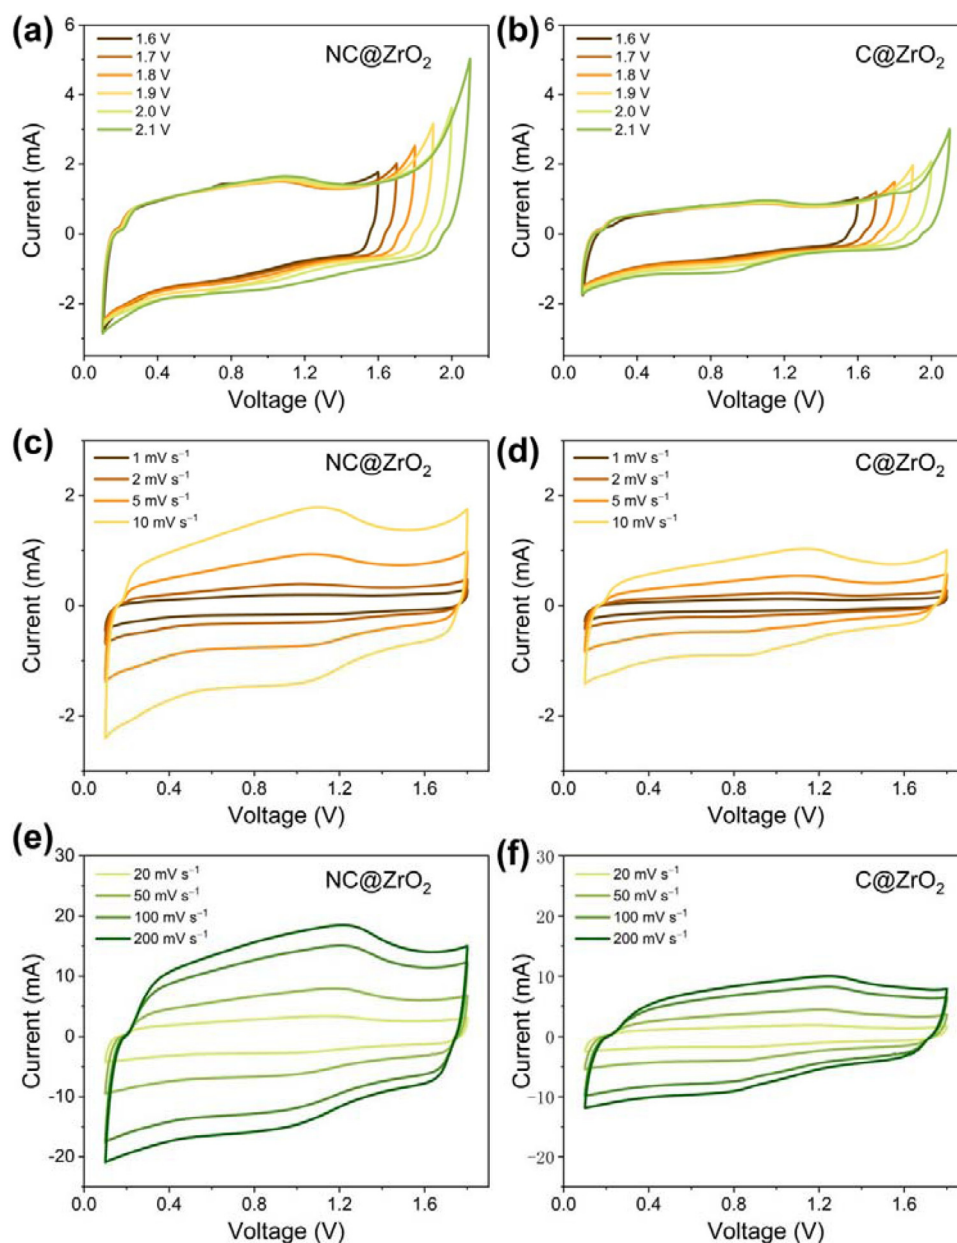 (a)
NC@ZrO₂
1.6 V
1.7 V
1.8 V
1.9 V
2.0 V
2.1 V
6
4
2
0
-2
Current (mA)
0.0 0.4 0.8 1.2 1.6 2.0
Voltage (V)
(b)
C@ZrO₂
1.6 V
1.7 V
1.8 V
1.9 V
2.0 V
2.1 V
6
4
2
0
-2
Current (mA)
0.0 0.4 0.8 1.2 1.6 2.0
Voltage (V)
(c)
NC@ZrO₂
1 mV s⁻¹
2 mV s⁻¹
5 mV s⁻¹
10 mV s⁻¹
2
0
-2
Current (mA)
0.0 0.4 0.8 1.2 1.6
Voltage (V)
(d)
C@ZrO₂
1 mV s⁻¹
2 mV s⁻¹
5 mV s⁻¹
10 mV s⁻¹
2
0
-2
Current (mA)
0.0 0.4 0.8 1.2 1.6
Voltage (V)
(e)
NC@ZrO₂
20 mV s⁻¹
50 mV s⁻¹
100 mV s⁻¹
200 mV s⁻¹
30
20
10
0
-10
-20
Current (mA)
0.0 0.4 0.8 1.2 1.6
Voltage (V)
(f)
C@ZrO₂
20 mV s⁻¹
50 mV s⁻¹
100 mV s⁻¹
200 mV s⁻¹
30
20
10
0
-10
-20
Current (mA)
0.0 0.4 0.8 1.2 1.6
Voltage (V)